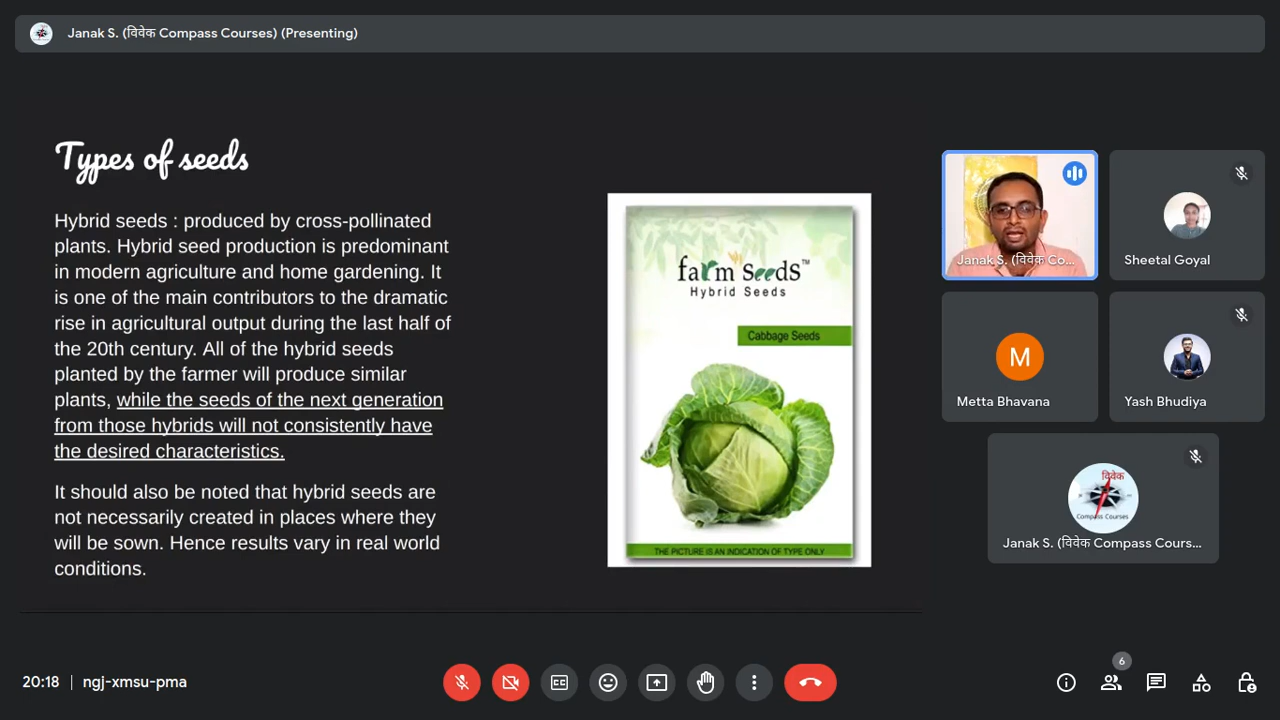 Janak S. (विवेक Compass Courses) (Presenting)
Types of seeds
Hybrid seeds : produced by cross-pollinated
plants. Hybrid seed production is predominant
in modern agriculture and home gardening. It
is one of the main contributors to the dramatic
rise in agricultural output during the last half of
the 20th century. All of the hybrid seeds
planted by the farmer will produce similar
plants, while the seeds of the next generation
from those hybrids will not consistently have
the desired characteristics.
It should also be noted that hybrid seeds are
not necessarily created in places where they
will be sown. Hence results vary in real world
conditions.
farm seeds™
Hybrid Seeds
Cabbage Seeds
THE PICTURE IS AN INDICATION OF TYPE ONLY
Janak S. (विवेक Co...
Sheetal Goyal
M
Metta Bhavana
Yash Bhudiya
विवेक
Compass Courses
Janak S. (विवेक Compass Cours...
20:18 | ngj-xmsu-pma
CC
6